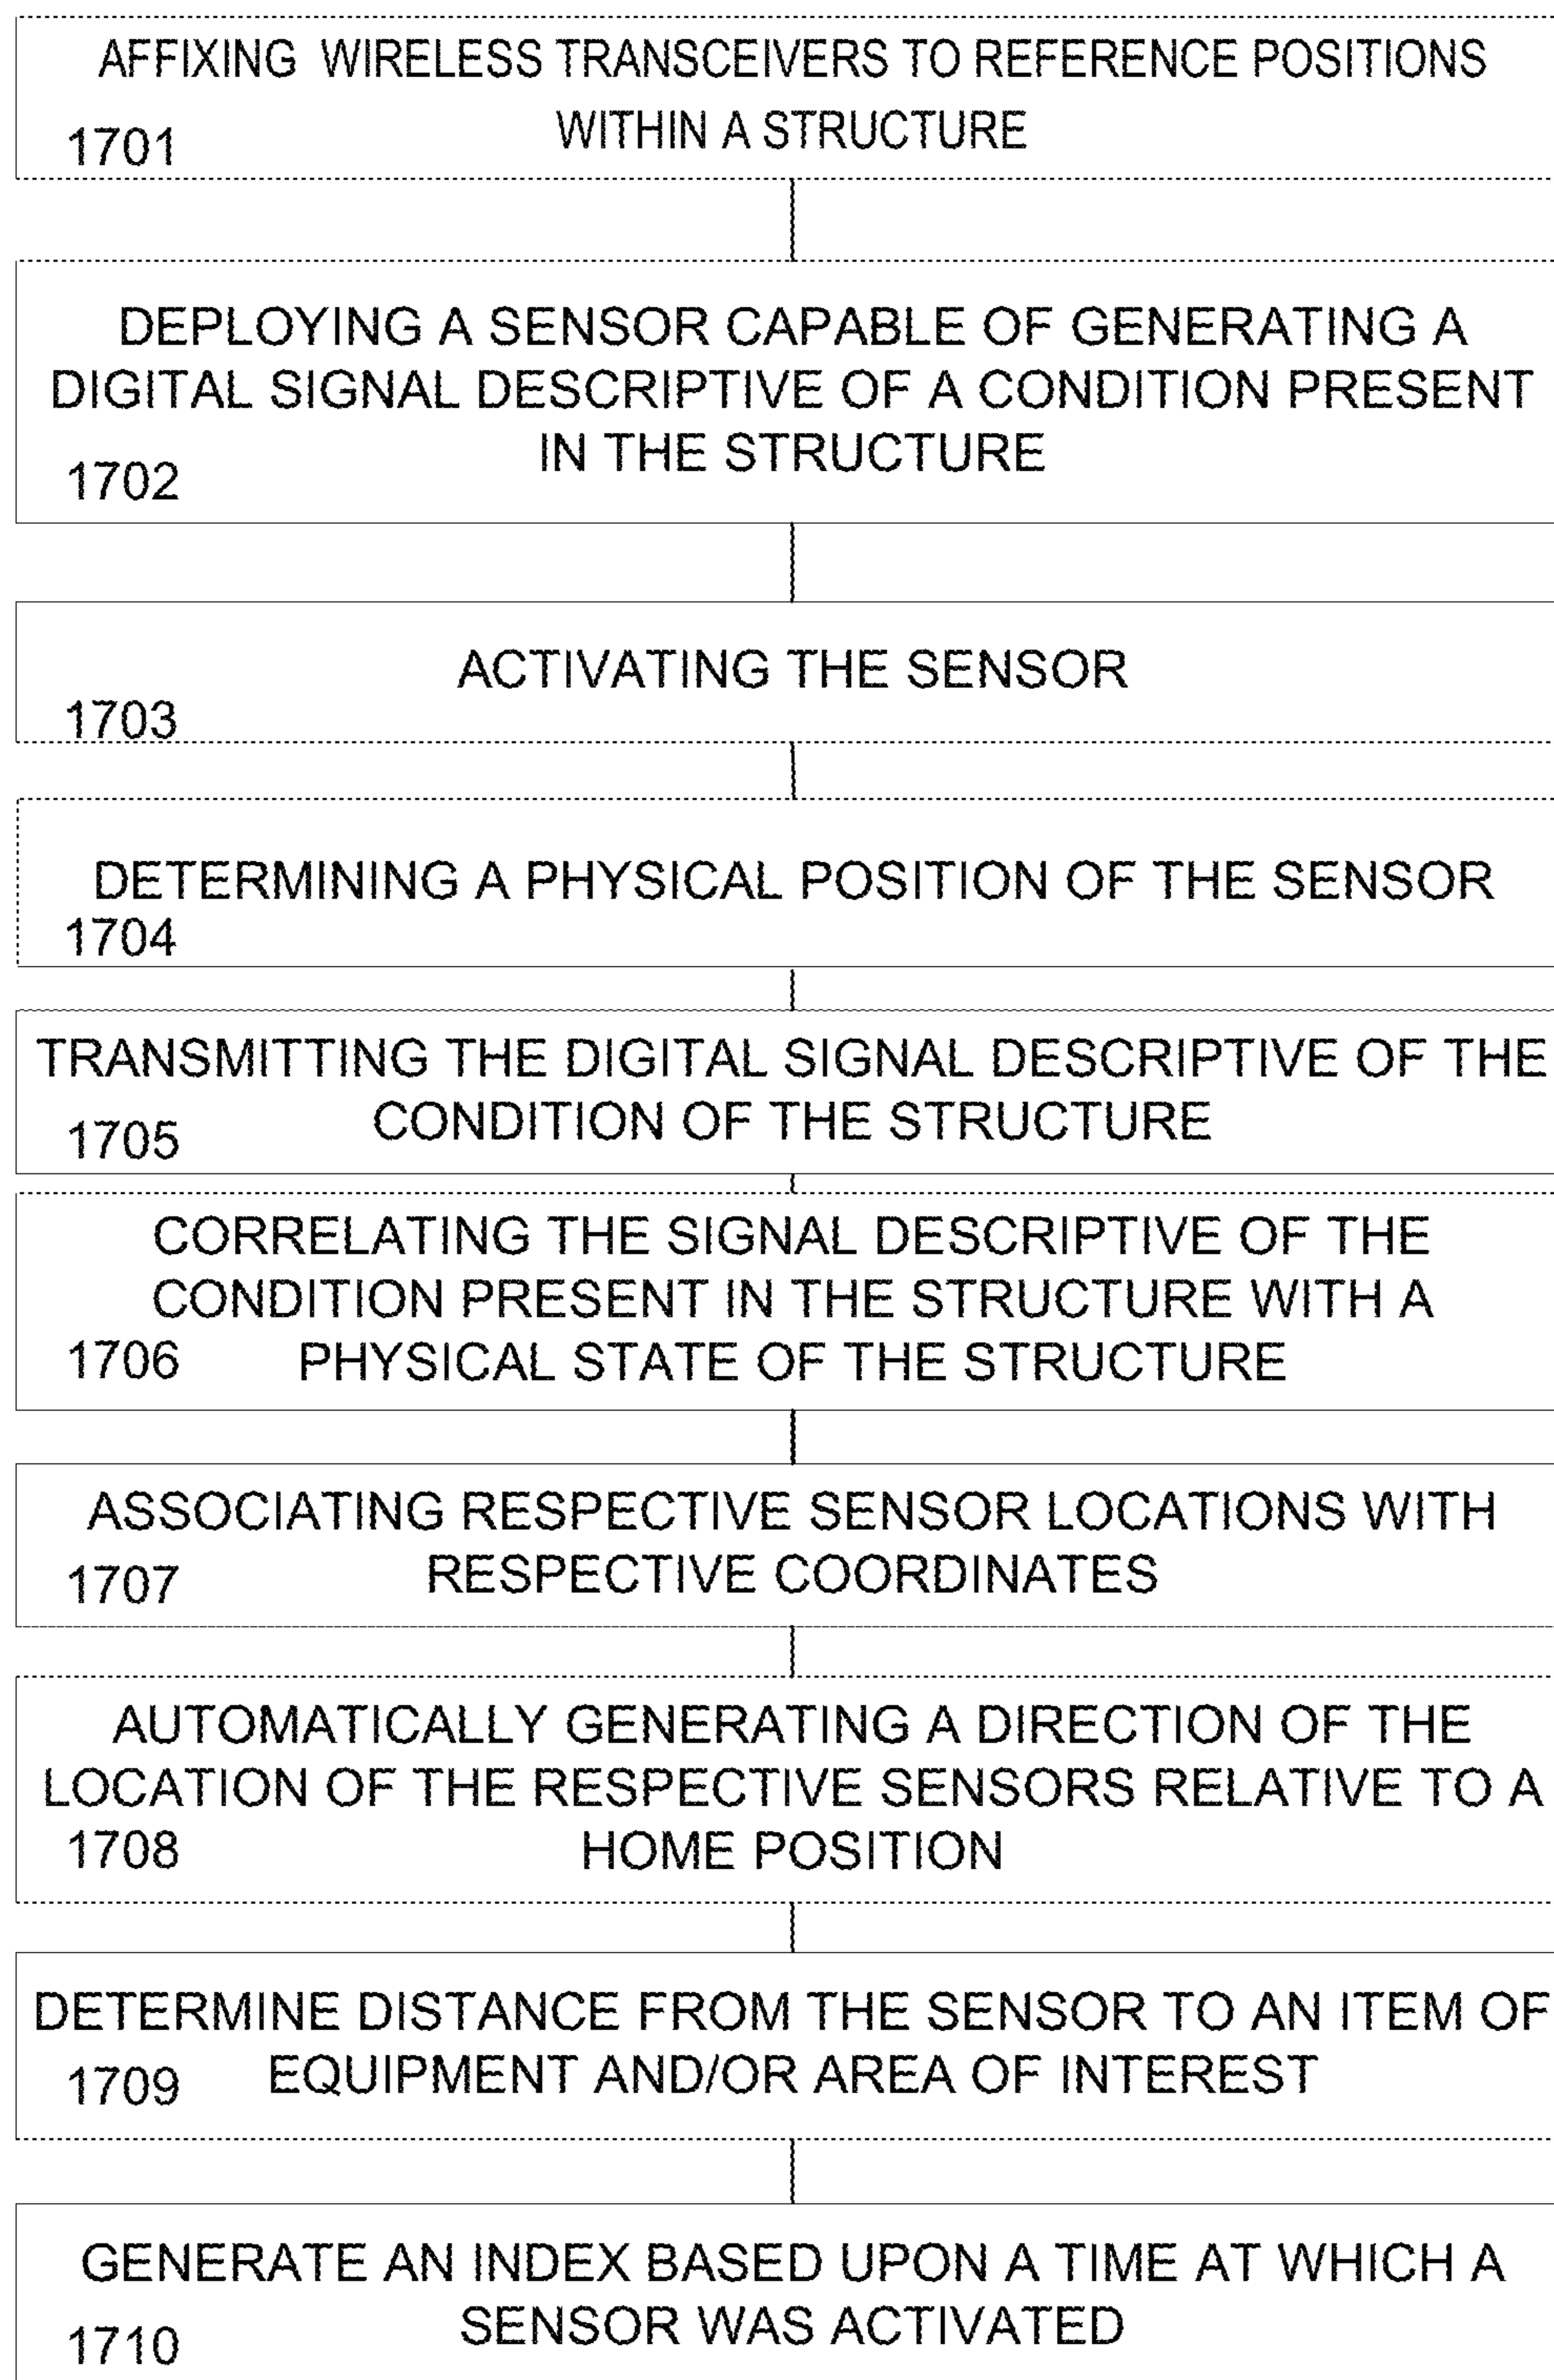 AFFIXING WIRELESS TRANSCEIVERS TO REFERENCE POSITIONS
WITHIN A STRUCTURE
1701
DEPLOYING A SENSOR CAPABLE OF GENERATING A
DIGITAL SIGNAL DESCRIPTIVE OF A CONDITION PRESENT
IN THE STRUCTURE
1702
ACTIVATING THE SENSOR
1703
DETERMINING A PHYSICAL POSITION OF THE SENSOR
1704
TRANSMITTING THE DIGITAL SIGNAL DESCRIPTIVE OF THE
CONDITION OF THE STRUCTURE
1705
CORRELATING THE SIGNAL DESCRIPTIVE OF THE
CONDITION PRESENT IN THE STRUCTURE WITH A
1706 PHYSICAL STATE OF THE STRUCTURE
ASSOCIATING RESPECTIVE SENSOR LOCATIONS WITH
RESPECTIVE COORDINATES
1707
AUTOMATICALLY GENERATING A DIRECTION OF THE
LOCATION OF THE RESPECTIVE SENSORS RELATIVE TO A
1708 HOME POSITION
DETERMINE DISTANCE FROM THE SENSOR TO AN ITEM OF
EQUIPMENT AND/OR AREA OF INTEREST
1709
GENERATE AN INDEX BASED UPON A TIME AT WHICH A
SENSOR WAS ACTIVATED
1710